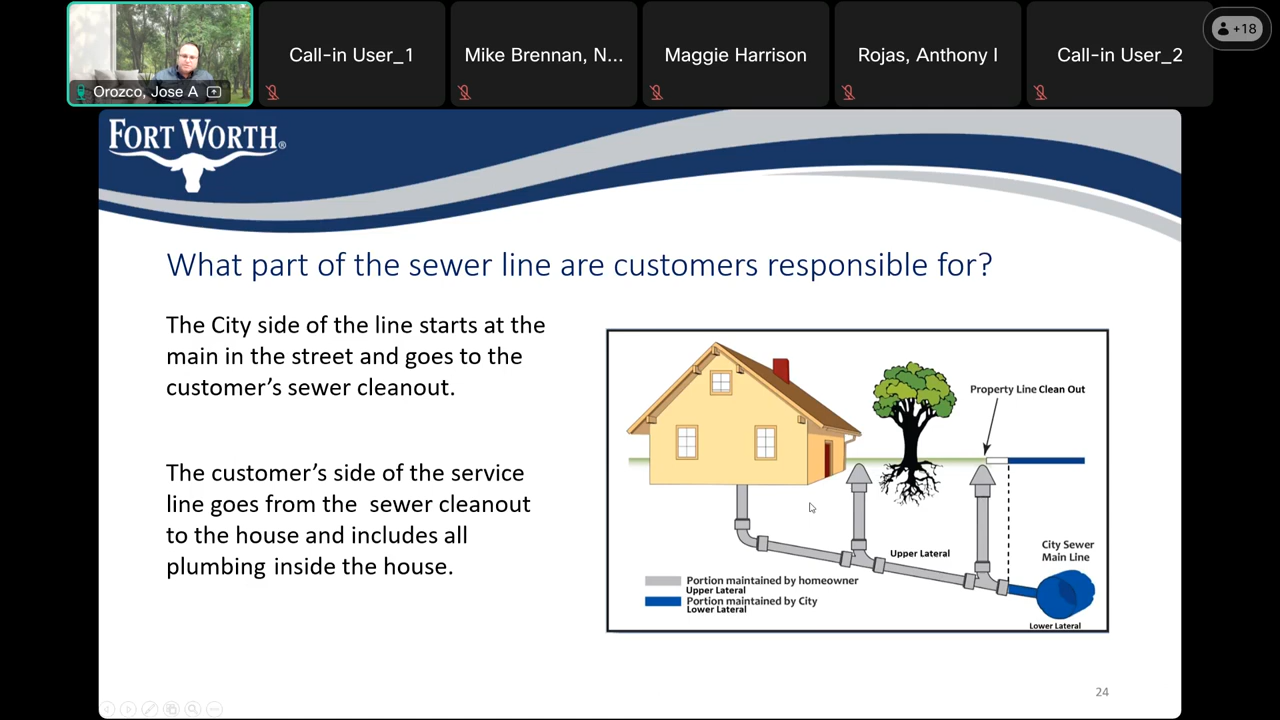 Orozco, Jose A
Call-in User_1
Mike Brennan, N...
Maggie Harrison
Rojas, Anthony I
Call-in User_2
+18
FORT WORTH®
What part of the sewer line are customers responsible for?
The City side of the line starts at the
main in the street and goes to the
customer's sewer cleanout.
The customer's side of the service
line goes from the sewer cleanout
to the house and includes all
plumbing inside the house.
Property Line Clean Out
Upper Lateral
City Sewer
Main Line
Portion maintained by homeowner
Upper Lateral
Portion maintained by City
Lower Lateral
Lower Lateral
24